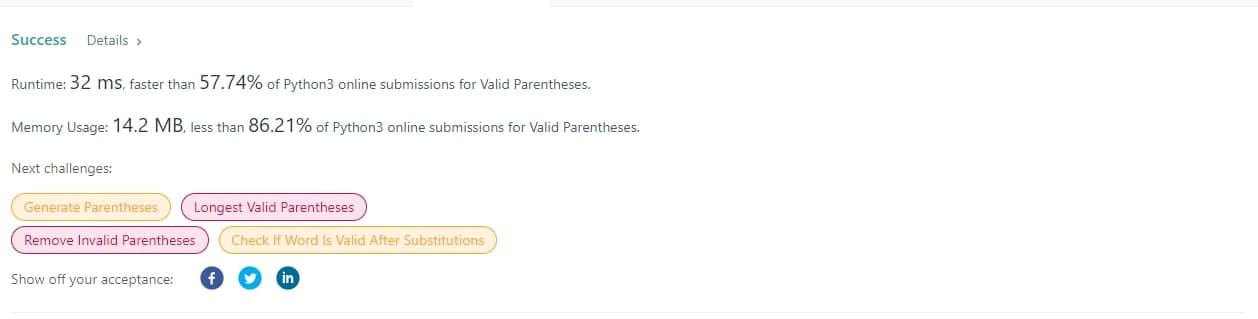 Success Details >
Runtime: 32 ms, faster than 57.74% of Python3 online submissions for Valid Parentheses.
Memory Usage: 14.2 MB, less than 86.21% of Python3 online submissions for Valid Parentheses.
Next challenges:
Generate Parentheses Longest Valid Parentheses
Remove Invalid Parentheses Check If Word Is Valid After Substitutions
Show off your acceptance: f in